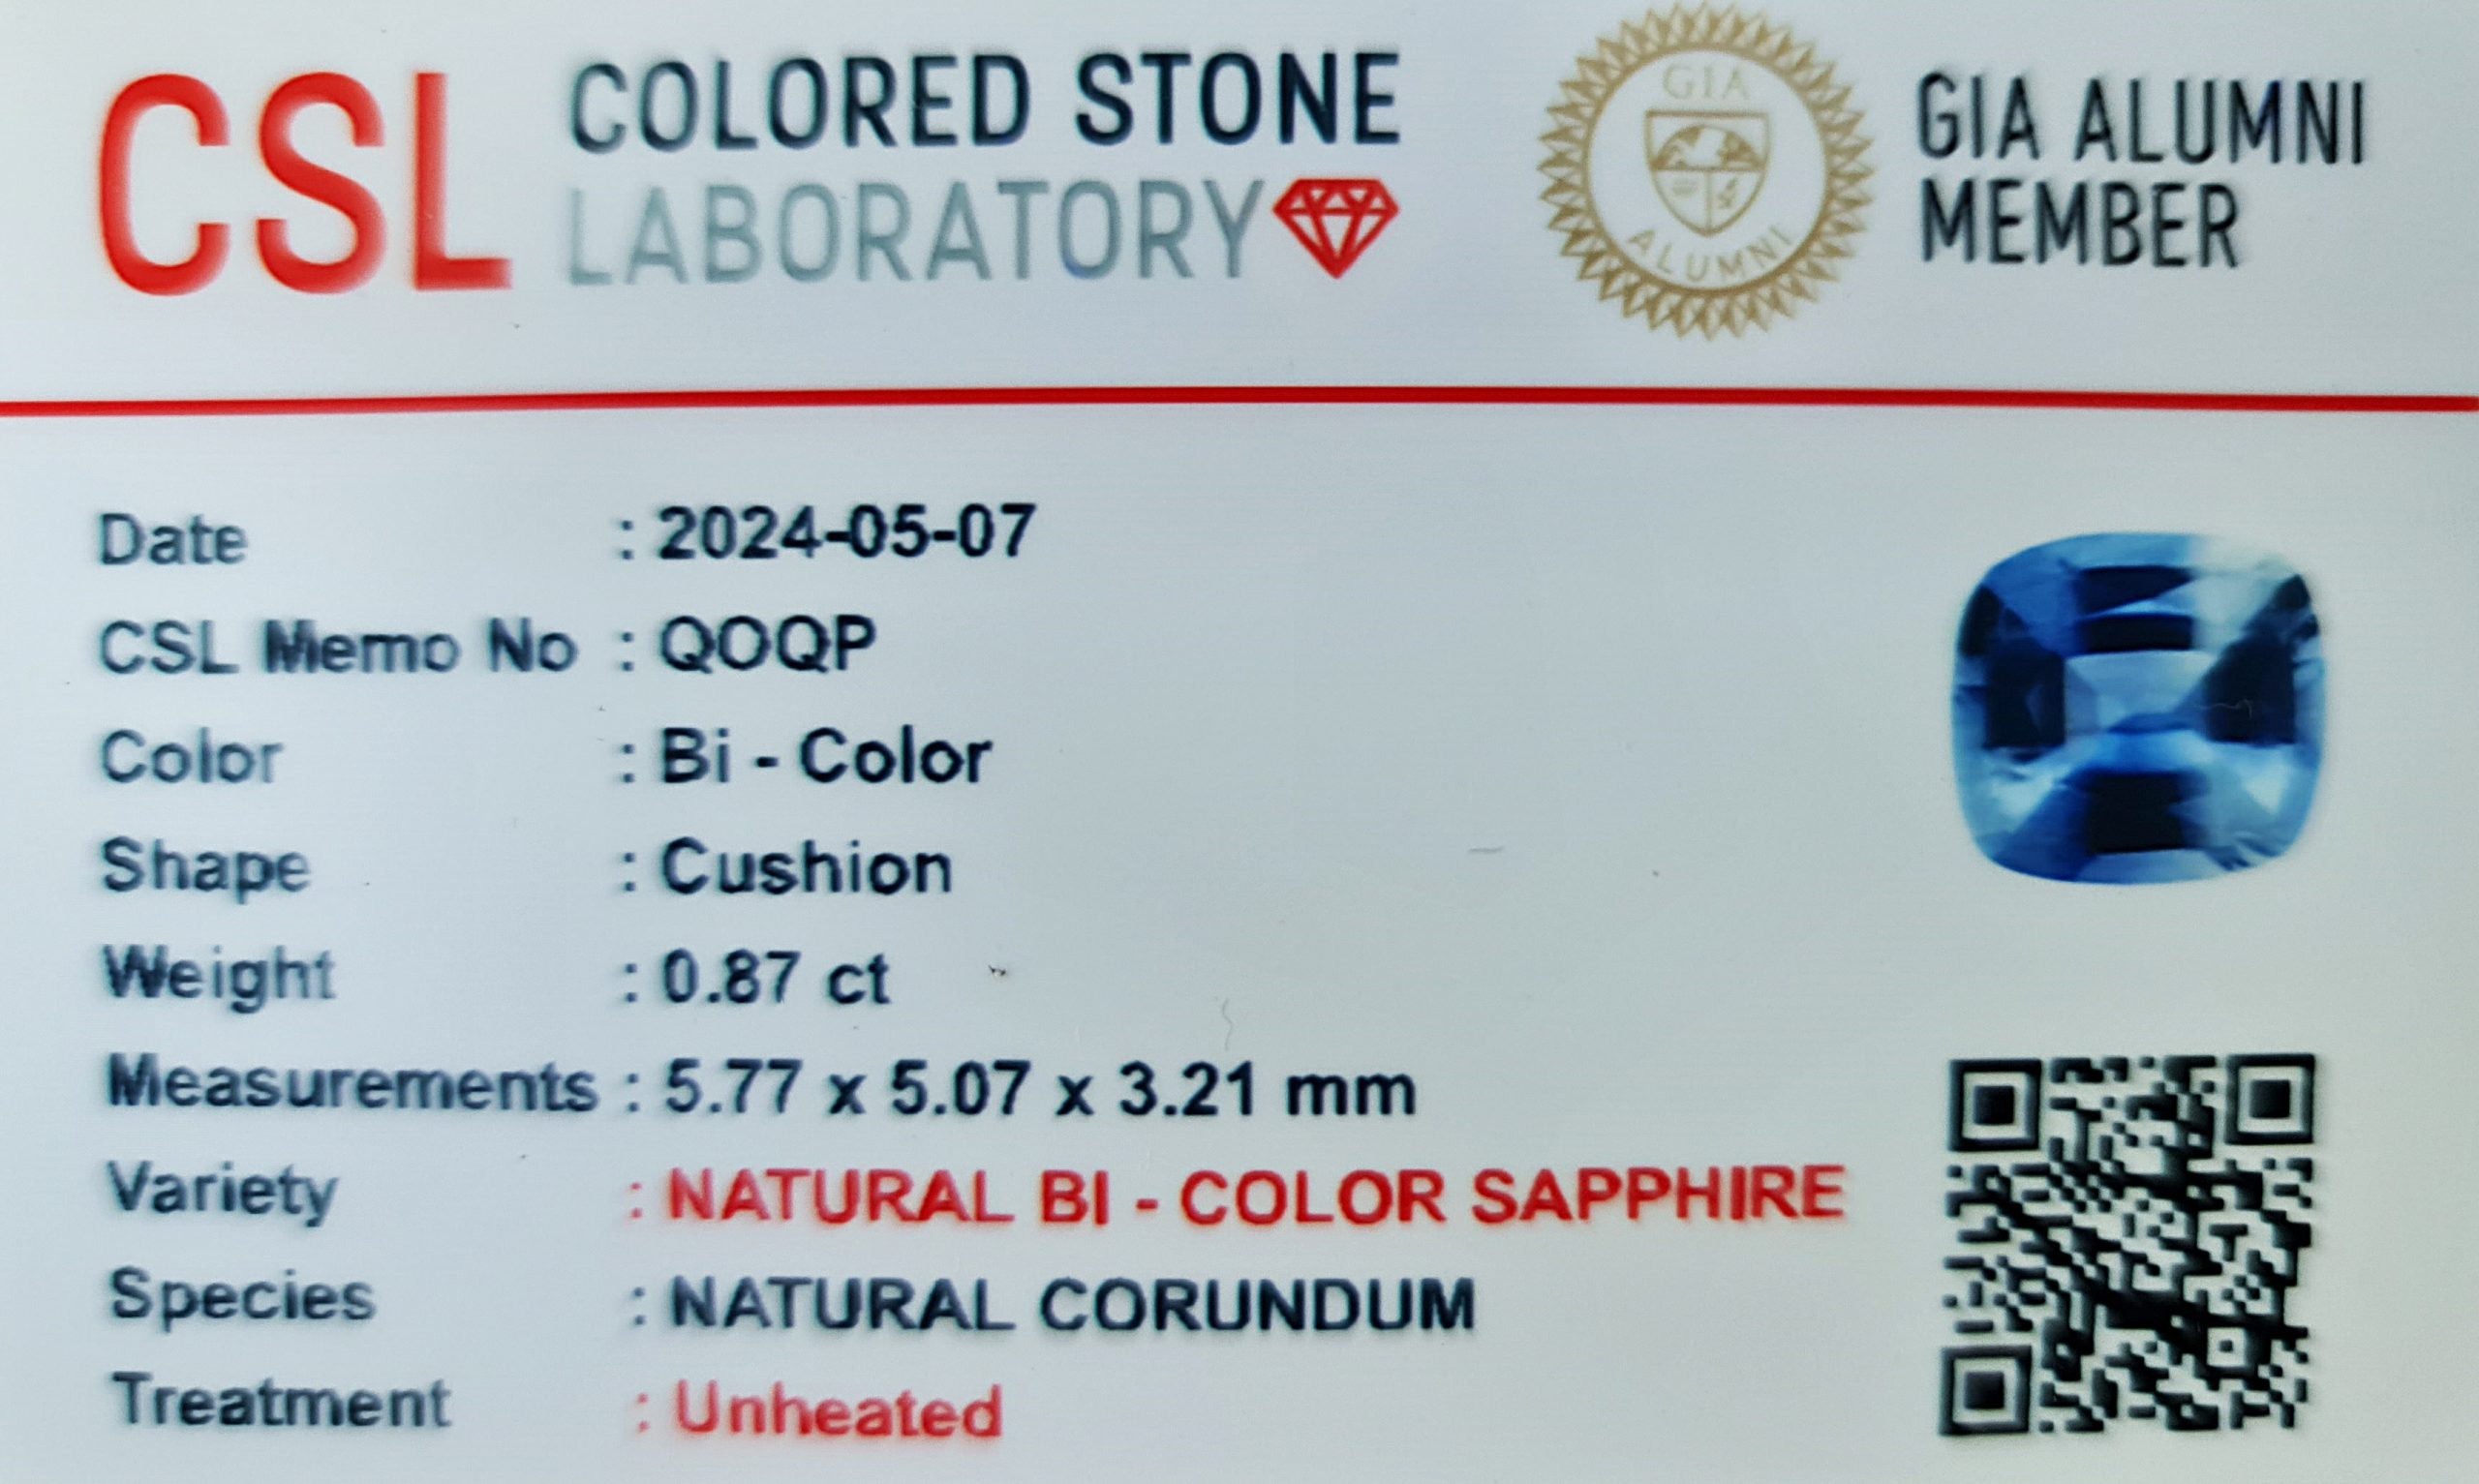 CSL
COLORED STONE
LABORATORY
GIA
ALUMNI
GIA ALUMNI
MEMBER
Date : 2024-05-07
CSL Memo No : QOQP
Color : Bi - Color
Shape : Cushion
Weight : 0.87 ct
Measurements : 5.77 x 5.07 x 3.21 mm
Variety : NATURAL BI - COLOR SAPPHIRE
Species : NATURAL CORUNDUM
Treatment : Unheated